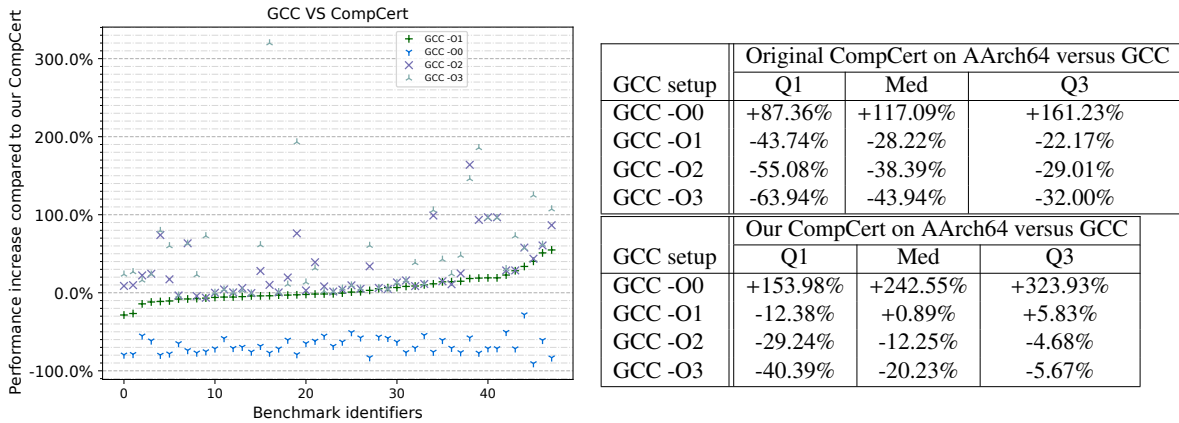 GCC VS CompCert
Performance increase compared to our CompCert
300.0%
200.0%
100.0%
0.0%
-100.0%
0 10 20 30 40
Benchmark identifiers
GCC -O1
GCC -O0
GCC -O2
GCC -O3
Original CompCert on AArch64 versus GCC
GCC setup Q1 Med Q3
GCC -O0 +87.36% +117.09% +161.23%
GCC -O1 -43.74% -28.22% -22.17%
GCC -O2 -55.08% -38.39% -29.01%
GCC -O3 -63.94% -43.94% -32.00%
Our CompCert on AArch64 versus GCC
GCC setup Q1 Med Q3
GCC -O0 +153.98% +242.55% +323.93%
GCC -O1 -12.38% +0.89% +5.83%
GCC -O2 -29.24% -12.25% -4.68%
GCC -O3 -40.39% -20.23% -5.67%